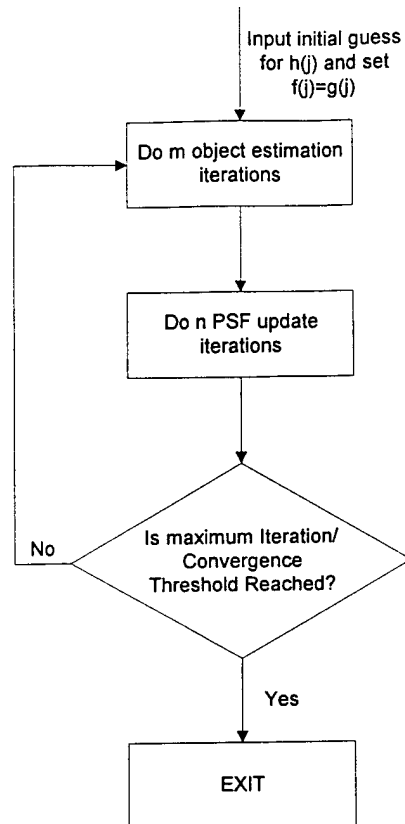 Input initial guess
for h(j) and set
f(j)=g(j)
Do m object estimation
iterations
Do n PSF update
iterations
Is maximum Iteration/
Convergence
Threshold Reached?
No
Yes
EXIT